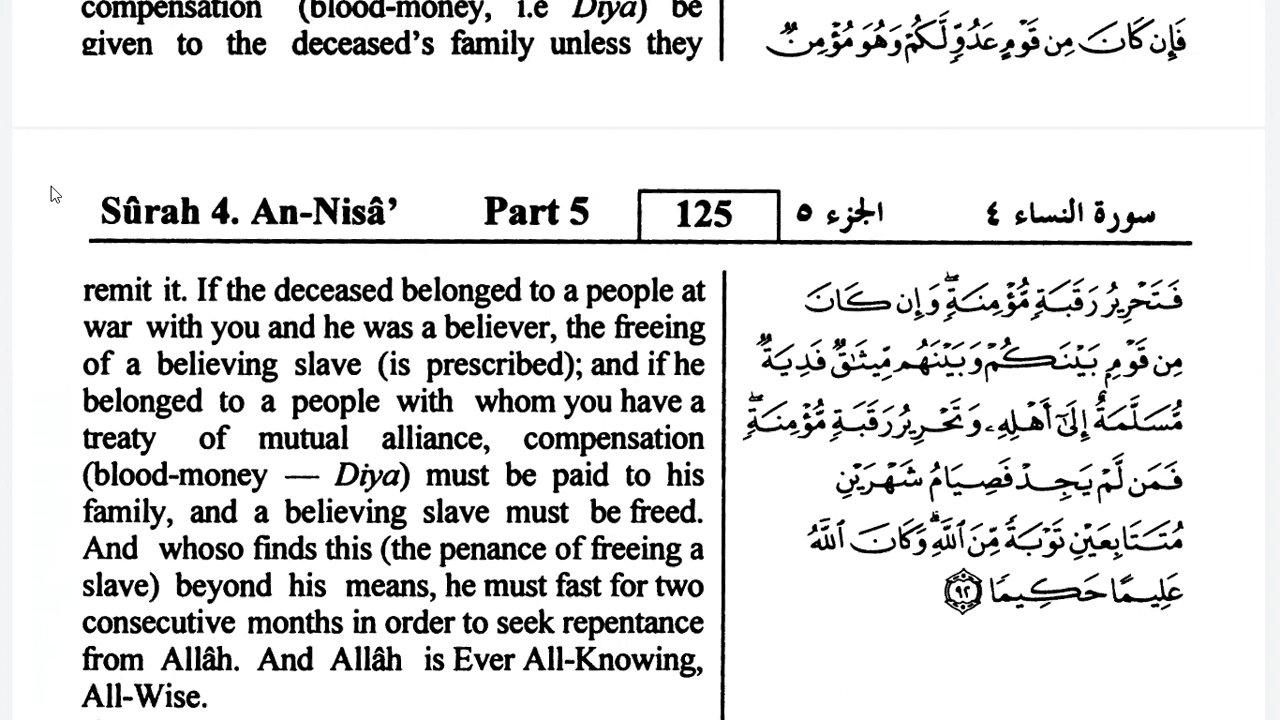 compensation (blood-money, i.e Diya) be
given to the deceased's family unless they
فَإِن كَانَ مِن قَوْمٍ عَدُوٍّ لَّكُمْ وَهُوَ مُؤْمِنٌ
Sûrah 4. An-Nisâ’ Part 5 125 الجزء ٥ سورة النساء ٤
remit it. If the deceased belonged to a people at
war with you and he was a believer, the freeing
of a believing slave (is prescribed); and if he
belonged to a people with whom you have a
treaty of mutual alliance, compensation
(blood-money — Diya) must be paid to his
family, and a believing slave must be freed.
And whoso finds this (the penance of freeing a
slave) beyond his means, he must fast for two
consecutive months in order to seek repentance
from Allâh. And Allâh is Ever All-Knowing,
All-Wise.
فَتَحْرِيرُ رَقَبَةٍ مُّؤْمِنَةٍ ۖ وَإِن كَانَ
مِن قَوْمٍ بَيْنَكُمْ وَبَيْنَهُم مِّيثَٰقٌ فَدِيَةٌ
مُّسَلَّمَةٌ إِلَىٰٓ أَهْلِهِۦ وَتَحْرِيرُ رَقَبَةٍ مُّؤْمِنَةٍ ۖ
فَمَن لَّمْ يَجِدْ فَصِيَامُ شَهْرَيْنِ
مُتَتَابِعَيْنِ تَوْبَةً مِّنَ ٱللَّهِ ۗ وَكَانَ ٱللَّهُ
عَلِيمًا حَكِيمًا ٩٢